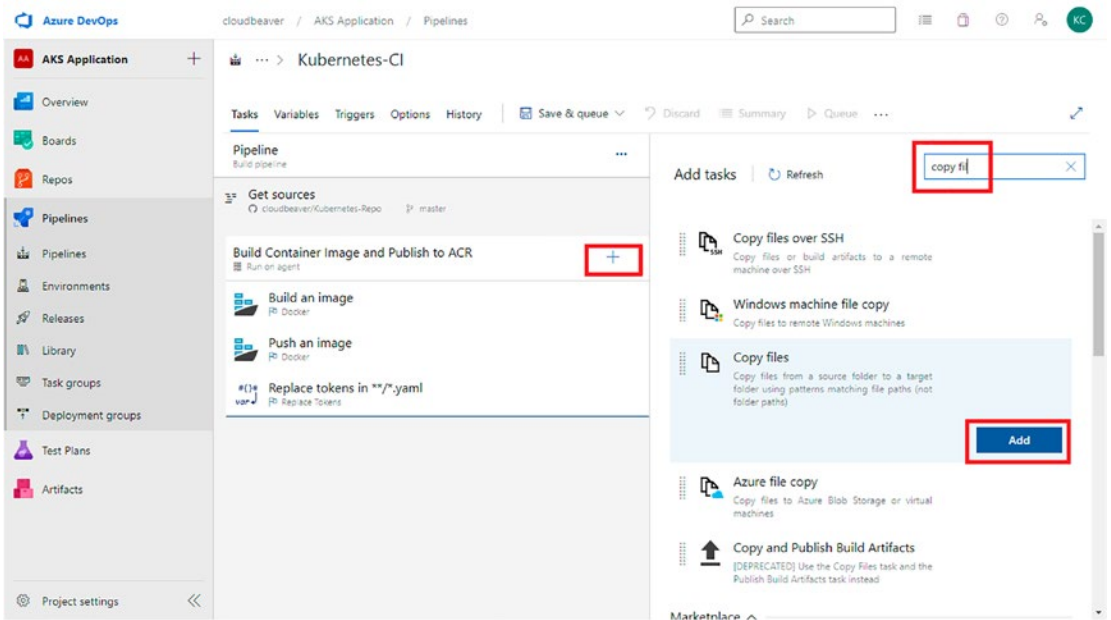 Azure DevOps
cloudbeaver / AKS Application / Pipelines
Search
KC
AA
AKS Application
Kubernetes-CI
Overview
Boards
Repos
Pipelines
Pipelines
Environments
Releases
Library
Task groups
Deployment groups
Test Plans
Artifacts
Project settings
Tasks Variables Triggers Options History Save & queue Discard Summary Queue ...
Pipeline
Build pipeline
Get sources
cloudbeaver/Kubernetes-Repo master
Build Container Image and Publish to ACR
Run on agent
Build an image
Docker
Push an image
Docker
Replace tokens in **/*.yaml
Replace Tokens
Add tasks Refresh
copy fil
Copy files over SSH
Copy files or build artifacts to a remote
machine over SSH
Windows machine file copy
Copy files to remote Windows machines
Copy files
Copy files from a source folder to a target
folder using patterns matching file paths (not
folder paths)
Add
Azure file copy
Copy files to Azure Blob Storage or virtual
machines
Copy and Publish Build Artifacts
[DEPRECATED] Use the Copy Files task and the
Publish Build Artifacts task instead
Marketplace